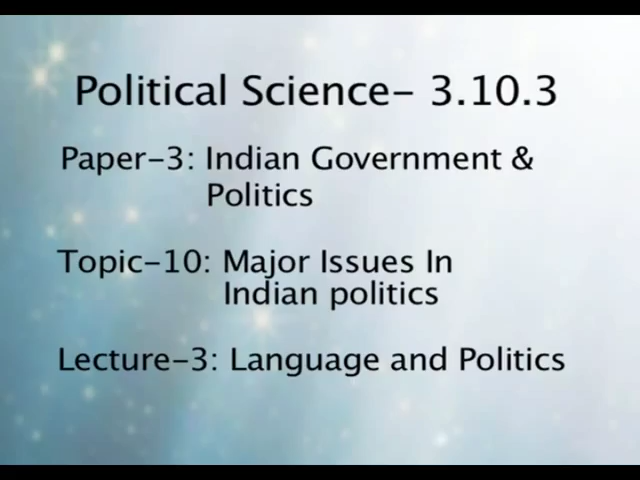 Political Science- 3.10.3
Paper-3: Indian Government &
Politics
Topic-10: Major Issues In
Indian politics
Lecture-3: Language and Politics